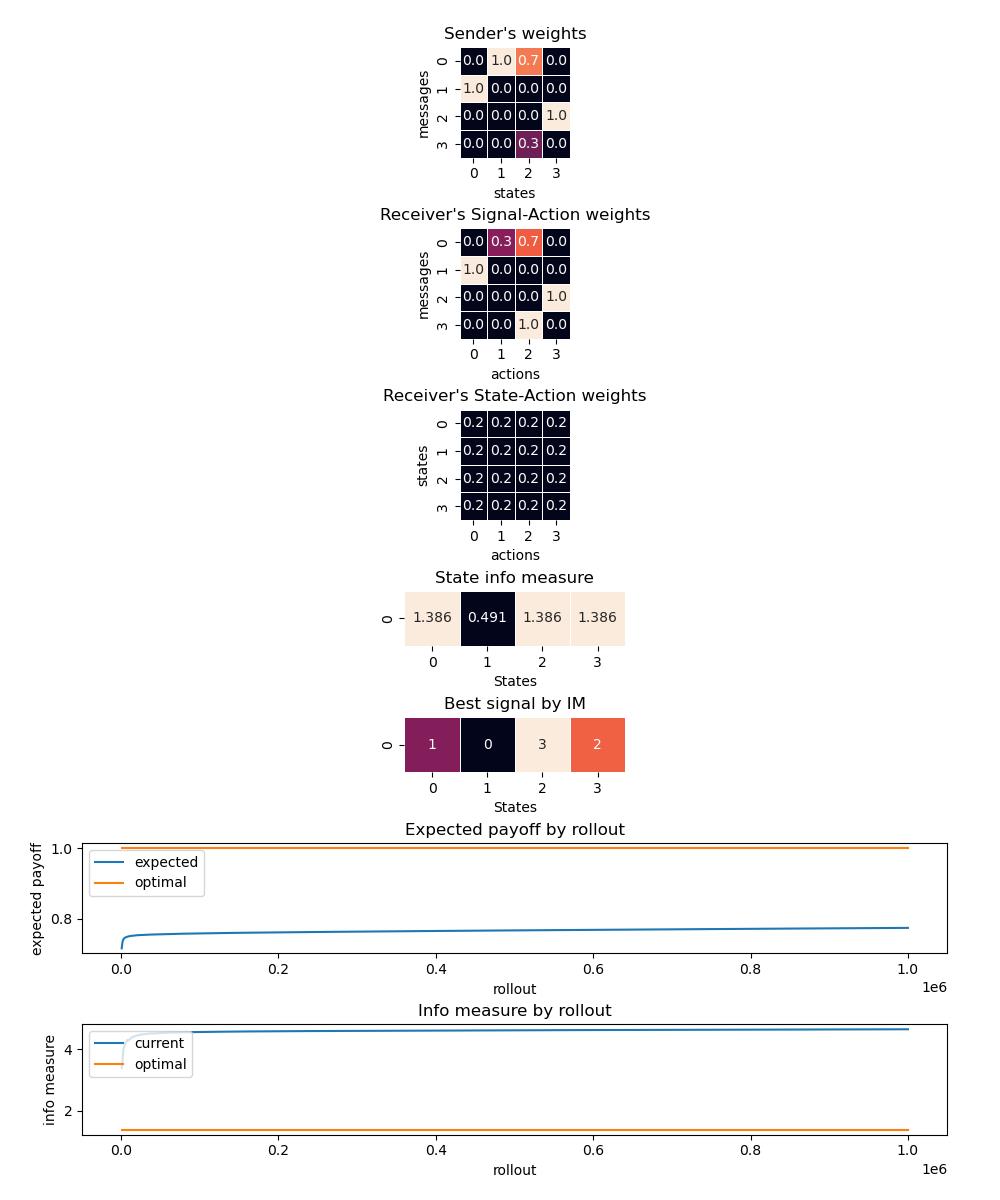 Sender's weights
messages
0 0.0 1.0 0.7 0.0
1 1.0 0.0 0.0 0.0
2 0.0 0.0 0.0 1.0
3 0.0 0.0 0.3 0.0
0 1 2 3
states
Receiver's Signal-Action weights
messages
0 0.0 0.3 0.7 0.0
1 1.0 0.0 0.0 0.0
2 0.0 0.0 0.0 1.0
3 0.0 0.0 1.0 0.0
0 1 2 3
actions
Receiver's State-Action weights
states
0 0.2 0.2 0.2 0.2
1 0.2 0.2 0.2 0.2
2 0.2 0.2 0.2 0.2
3 0.2 0.2 0.2 0.2
0 1 2 3
actions
State info measure
0 1.386 0.491 1.386 1.386
0 1 2 3
States
Best signal by IM
0 1 0 3 2
0 1 2 3
States
Expected payoff by rollout
expected payoff
1.0
0.8
expected
optimal
0.0 0.2 0.4 0.6 0.8 1.0
1e6
rollout
Info measure by rollout
info measure
4
2
current
optimal
0.0 0.2 0.4 0.6 0.8 1.0
1e6
rollout